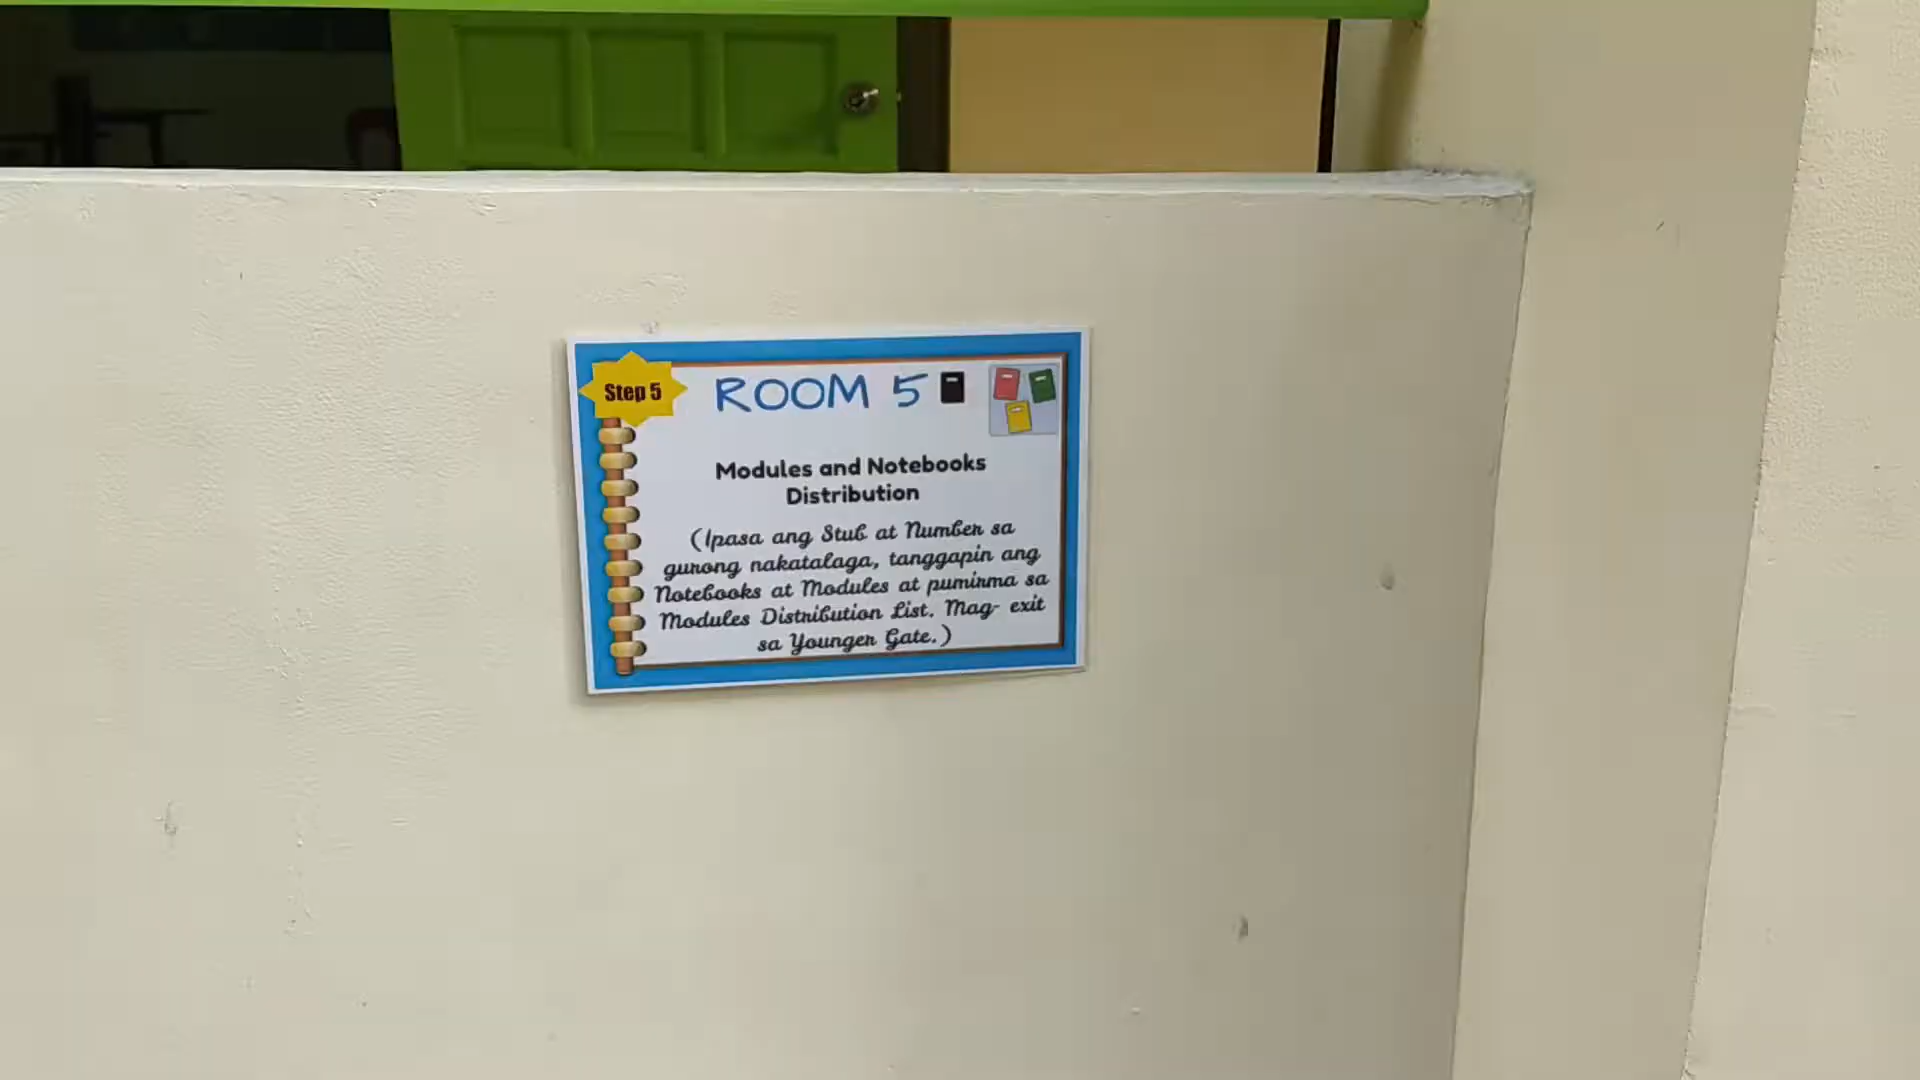 Step 5
ROOM 5
Modules and Notebooks
Distribution
(Ipasa ang Stub at Number sa
gurong nakatalaga, tanggapin ang
Notebooks at Modules at pumirma sa
Modules Distribution List. Mag- exit
sa Younger Gate.)